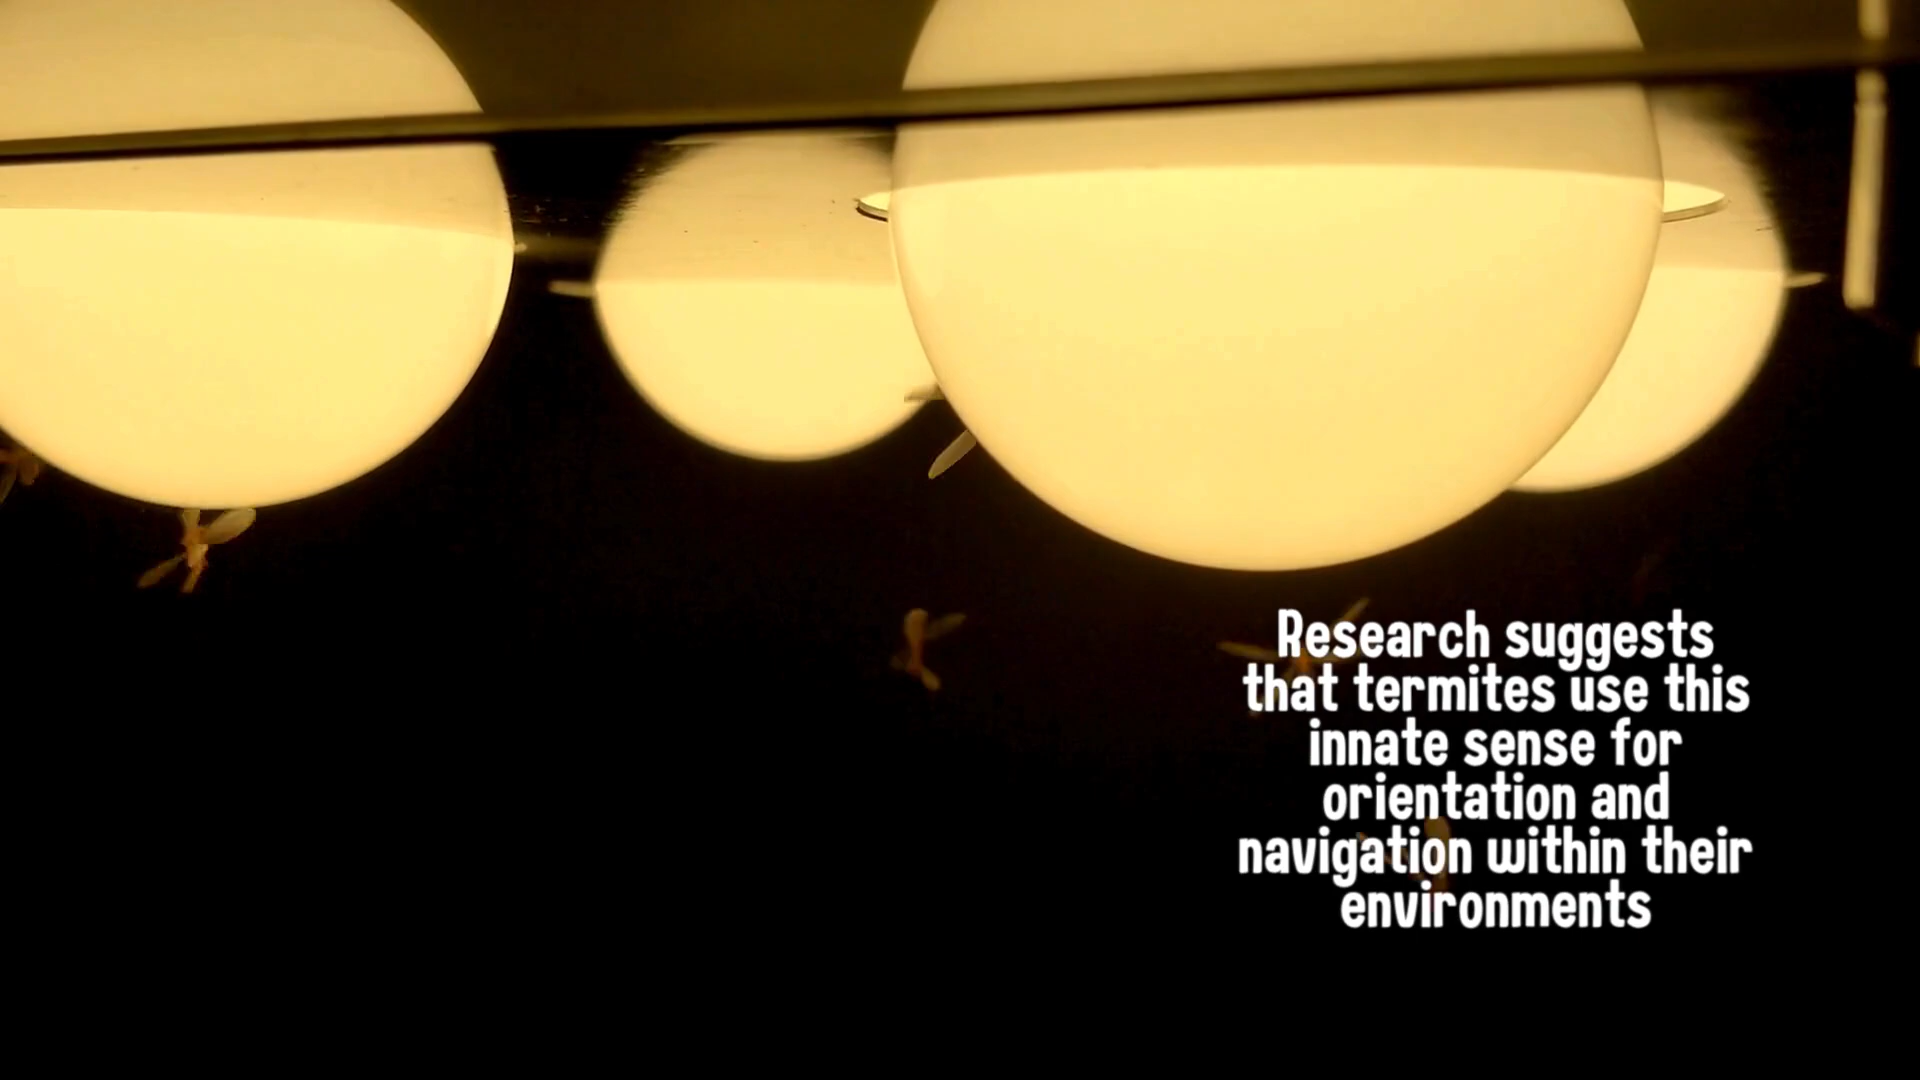 Research suggests
that termites use this
innate sense for
orientation and
navigation within their
environments